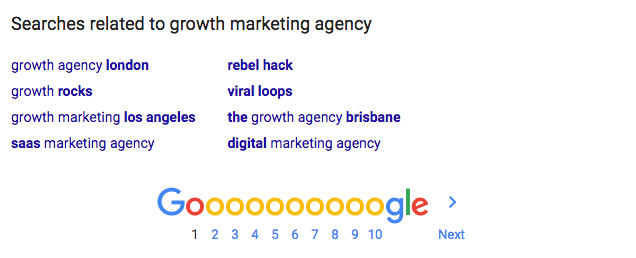 Searches related to growth marketing agency
growth agency london
rebel hack
growth rocks
viral loops
growth marketing los angeles
the growth agency brisbane
saas marketing agency
digital marketing agency
Goooooooooogle >
1 2 3 4 5 6 7 8 9 10 Next